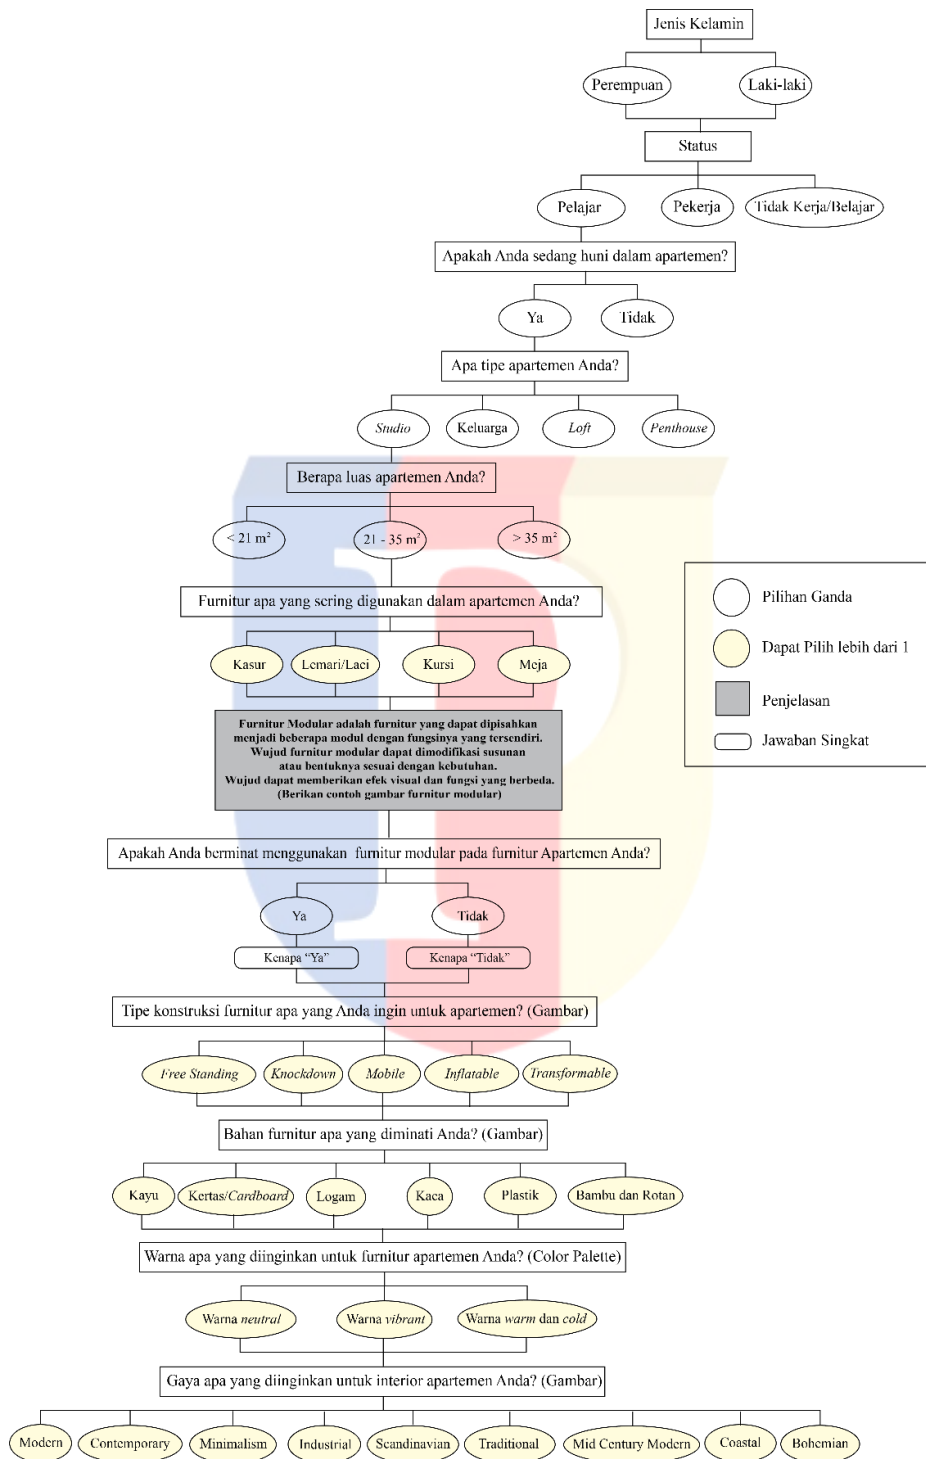 Jenis Kelamin
Perempuan
Laki-laki
Status
Pelajar
Pekerja
Tidak Kerja/Belajar
Apakah Anda sedang huni dalam apartemen?
Ya
Tidak
Apa tipe apartemen Anda?
Studio
Keluarga
Loft
Penthouse
Berapa luas apartemen Anda?
< 21 m²
21 - 35 m²
> 35 m²
Furnitur apa yang sering digunakan dalam apartemen Anda?
Kasur
Lemari/Laci
Kursi
Meja
Pilihan Ganda
Dapat Pilih lebih dari 1
Penjelasan
Jawaban Singkat
Furnitur Modular adalah furnitur yang dapat dipisahkan
menjadi beberapa modul dengan fungsinya yang tersendiri.
Wujud furnitur modular dapat dimodifikasi susunan
atau bentuknya sesuai dengan kebutuhan.
Wujud dapat memberikan efek visual dan fungsi yang berbeda.
(Berikan contoh gambar furnitur modular)
Apakah Anda berminat menggunakan furnitur modular pada furnitur Apartemen Anda?
Ya
Tidak
Kenapa “Ya”
Kenapa “Tidak”
Tipe konstruksi furnitur apa yang Anda ingin untuk apartemen? (Gambar)
Free Standing
Knockdown
Mobile
Inflatable
Transformable
Bahan furnitur apa yang diminati Anda? (Gambar)
Kayu
Kertas/Cardboard
Logam
Kaca
Plastik
Bambu dan Rotan
Warna apa yang diinginkan untuk furnitur apartemen Anda? (Color Palette)
Warna neutral
Warna vibrant
Warna warm dan cold
Gaya apa yang diinginkan untuk interior apartemen Anda? (Gambar)
Modern
Contemporary
Minimalism
Industrial
Scandinavian
Traditional
Mid Century Modern
Coastal
Bohemian